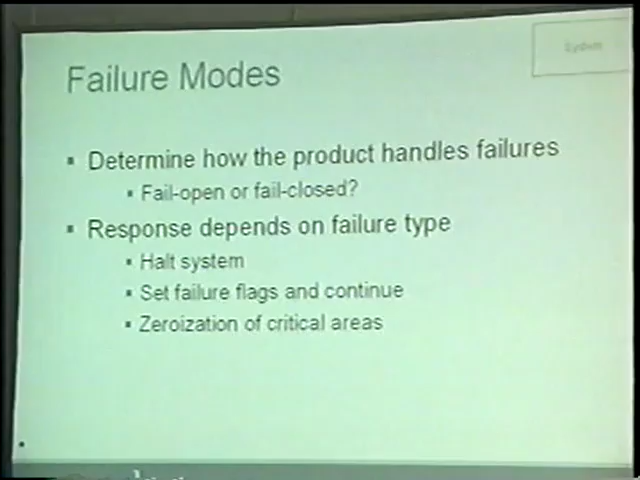 System
Failure Modes
▪ Determine how the product handles failures
▪ Fail-open or fail-closed?
▪ Response depends on failure type
▪ Halt system
▪ Set failure flags and continue
▪ Zeroization of critical areas